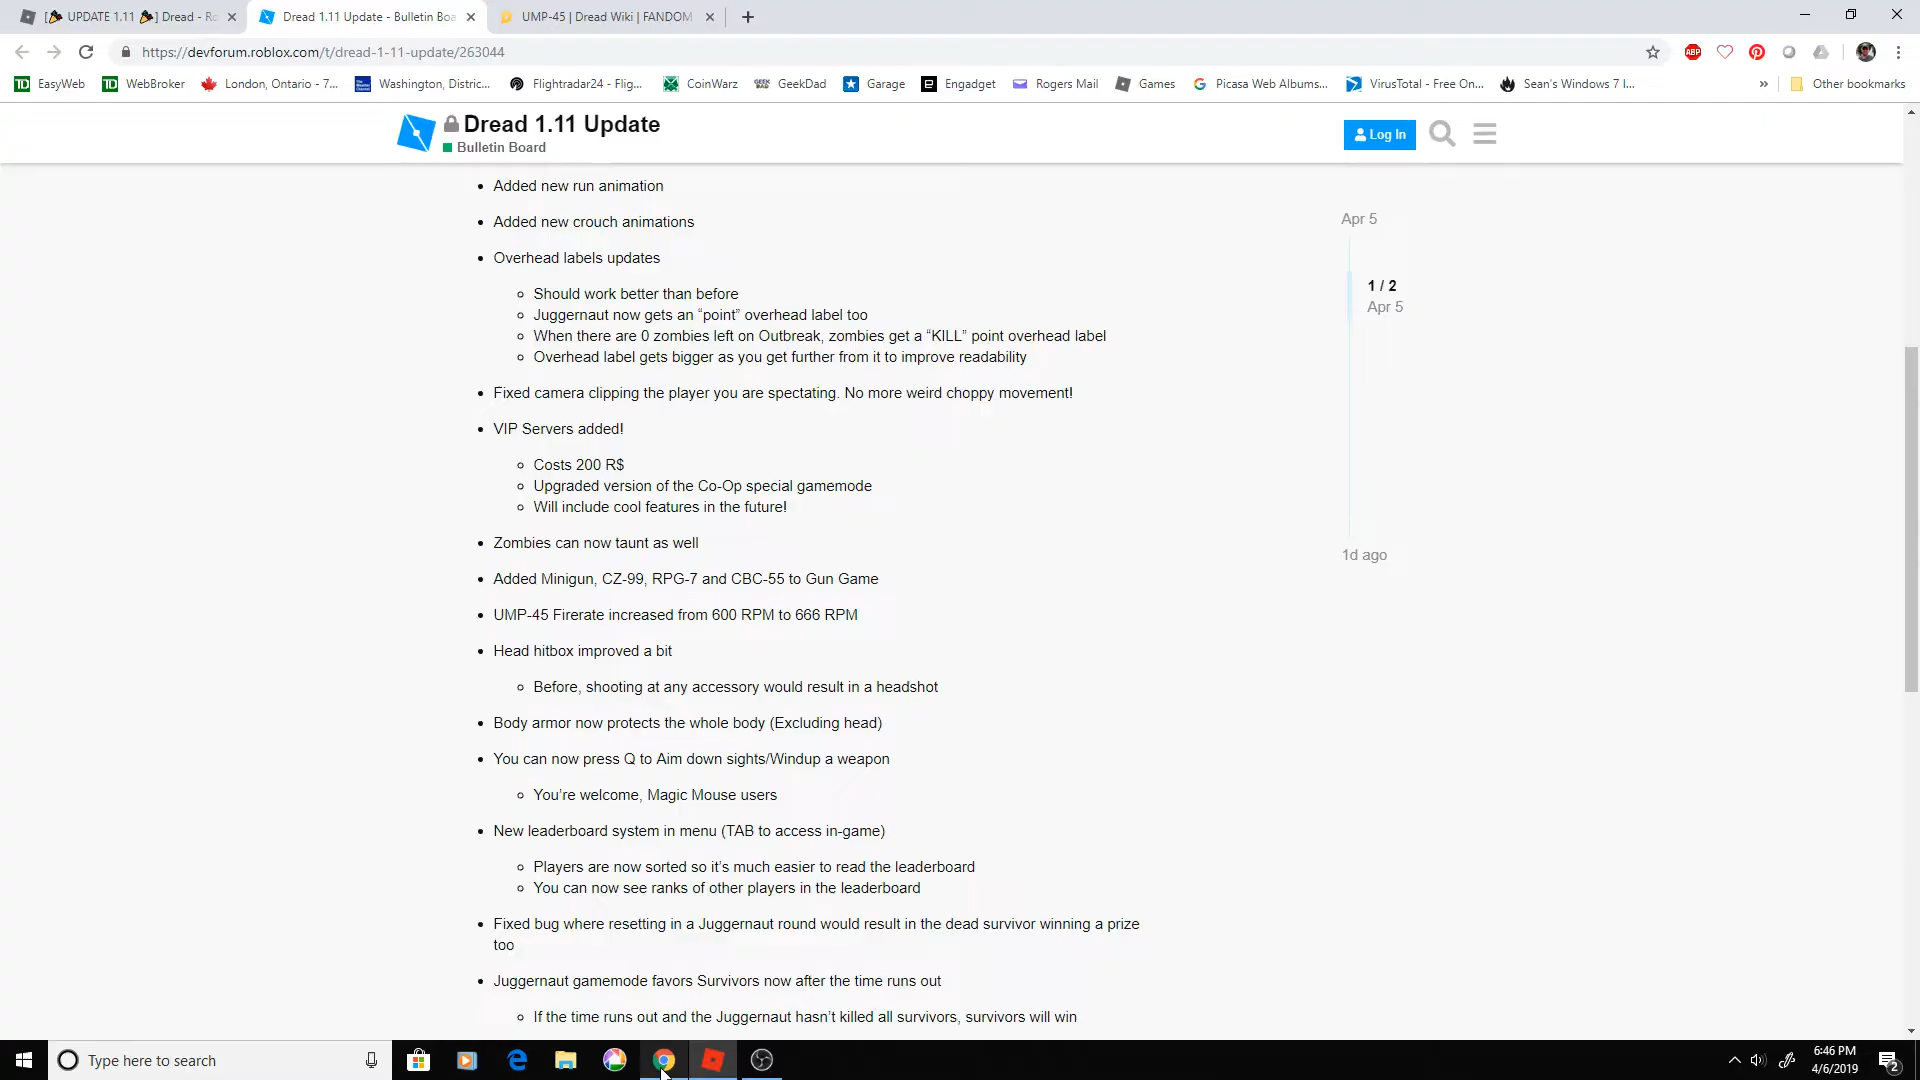 UPDATE 1.11
] Dread - Ro
Dread 1.11 Update - Bulletin Boa
UMP-45 | Dread Wiki | FANDOM
https://devforum.roblox.com/t/dread-1-11-update/263044
ABP
TD EasyWeb
TD WebBroker
London, Ontario - 7...
Washington, Distric...
Flightradar24 - Flig...
CoinWarz
GeekDad
Garage
Engadget
Rogers Mail
Games
Picasa Web Albums...
VirusTotal - Free On...
Sean's Windows 7 I...
»
Other bookmarks
Dread 1.11 Update
Bulletin Board
Log In
• Added new run animation
• Added new crouch animations
• Overhead labels updates
◦ Should work better than before
◦ Juggernaut now gets an “point” overhead label too
◦ When there are 0 zombies left on Outbreak, zombies get a “KILL” point overhead label
◦ Overhead label gets bigger as you get further from it to improve readability
• Fixed camera clipping the player you are spectating. No more weird choppy movement!
• VIP Servers added!
◦ Costs 200 R$
◦ Upgraded version of the Co-Op special gamemode
◦ Will include cool features in the future!
• Zombies can now taunt as well
• Added Minigun, CZ-99, RPG-7 and CBC-55 to Gun Game
• UMP-45 Firerate increased from 600 RPM to 666 RPM
• Head hitbox improved a bit
◦ Before, shooting at any accessory would result in a headshot
• Body armor now protects the whole body (Excluding head)
• You can now press Q to Aim down sights/Windup a weapon
◦ You’re welcome, Magic Mouse users
• New leaderboard system in menu (TAB to access in-game)
◦ Players are now sorted so it’s much easier to read the leaderboard
◦ You can now see ranks of other players in the leaderboard
• Fixed bug where resetting in a Juggernaut round would result in the dead survivor winning a prize
too
• Juggernaut gamemode favors Survivors now after the time runs out
◦ If the time runs out and the Juggernaut hasn’t killed all survivors, survivors will win
Apr 5
1 / 2
Apr 5
1d ago
Type here to search
6:46 PM
4/6/2019
2